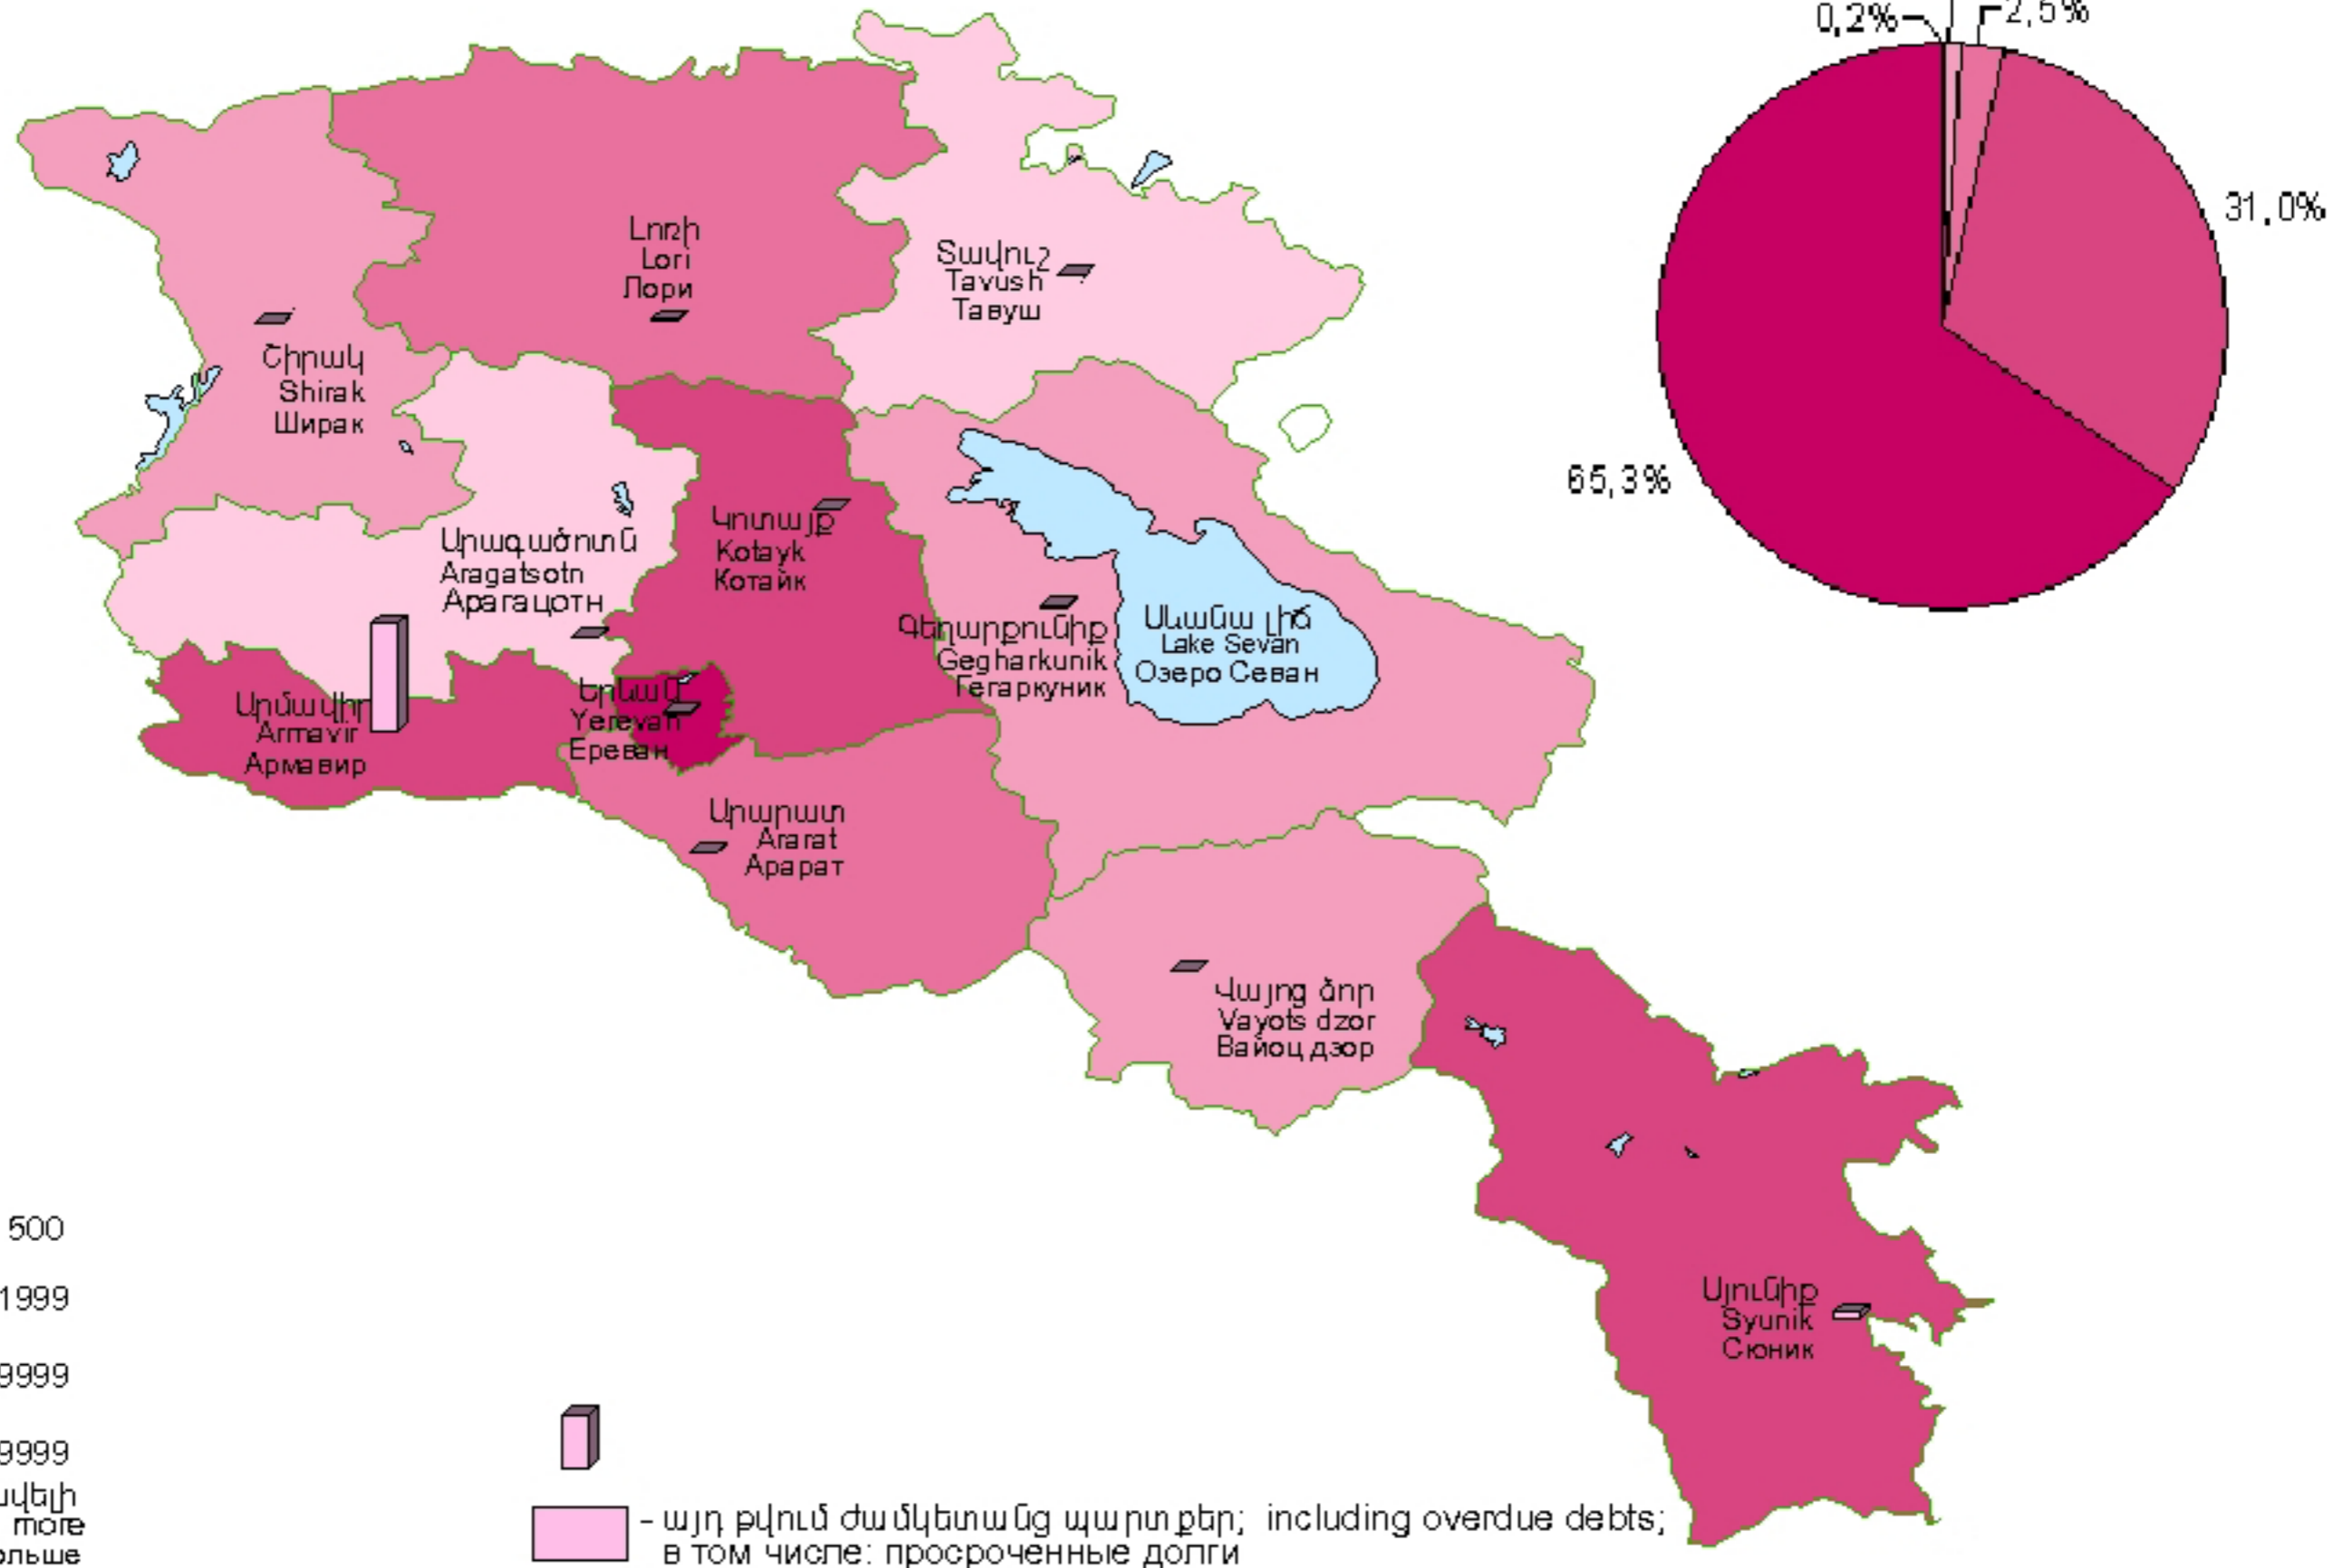 0,2%
2,5%
31,0%
65,3%
Լոռի
Lori
Лори
Տավուշ
Tavush
Тавуш
Շիրակ
Shirak
Ширак
Արագածոտն
Aragatsotn
Арагацотн
Կոտայք
Kotayk
Котайк
Գեղարքունիք
Gegharkunik
Гегаркуник
Սևանա լիճ
Lake Sevan
Озеро Севан
Արմավիր
Armavir
Армавир
Երևան
Yerevan
Ереван
Արարատ
Ararat
Арарат
Վայոց ձոր
Vayots dzor
Вайоц дзор
Սյունիք
Syunik
Сюник
500
1999
9999
9999
more
- այդ թվում ժամկետանց պարտքեր; including overdue debts;
в том числе: просроченные долги